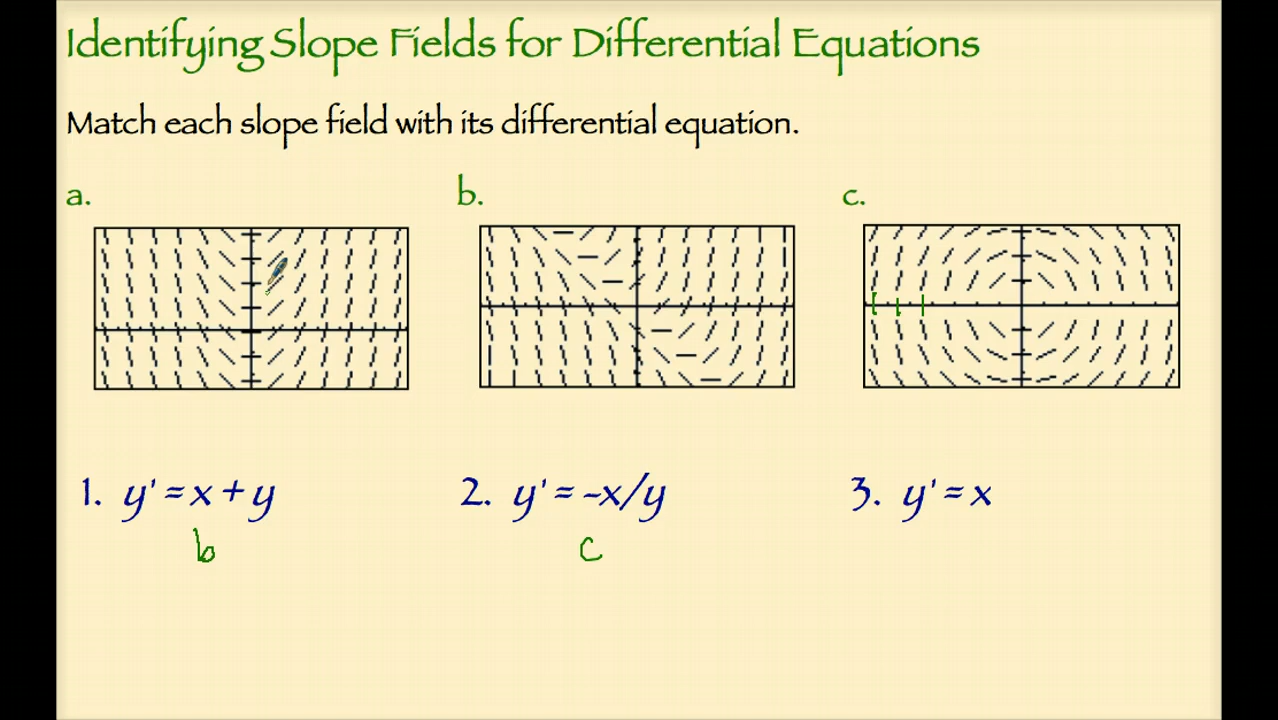 Identifying Slope Fields for Differential Equations
Match each slope field with its differential equation.
a. b. c.
1. y' = x + y 2. y' = -x/y 3. y' = x
b c